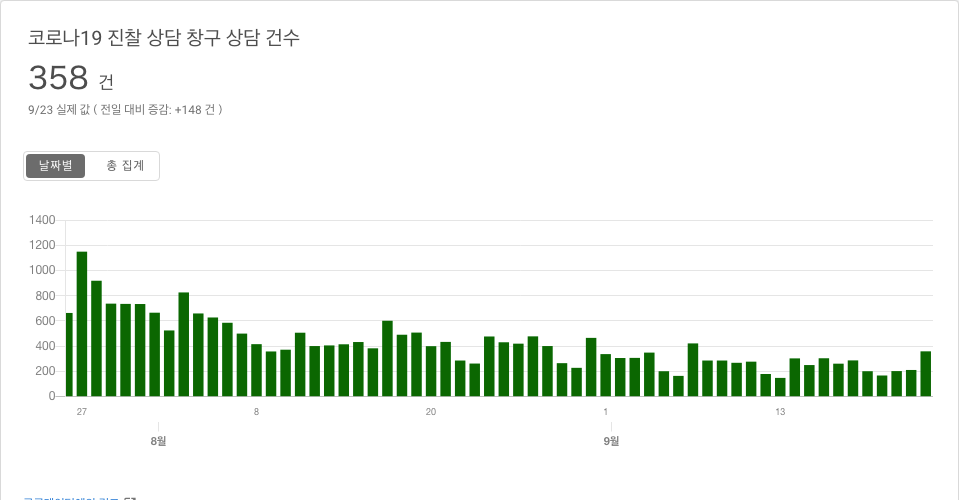 코로나19 진찰 상담 창구 상담 건수
358 건
9/23 실제 값 ( 전일 대비 증감: +148 건 )
날짜별 총 집계
1400
1200
1000
800
600
400
200
0
27 8 20 1 13
8월 9월